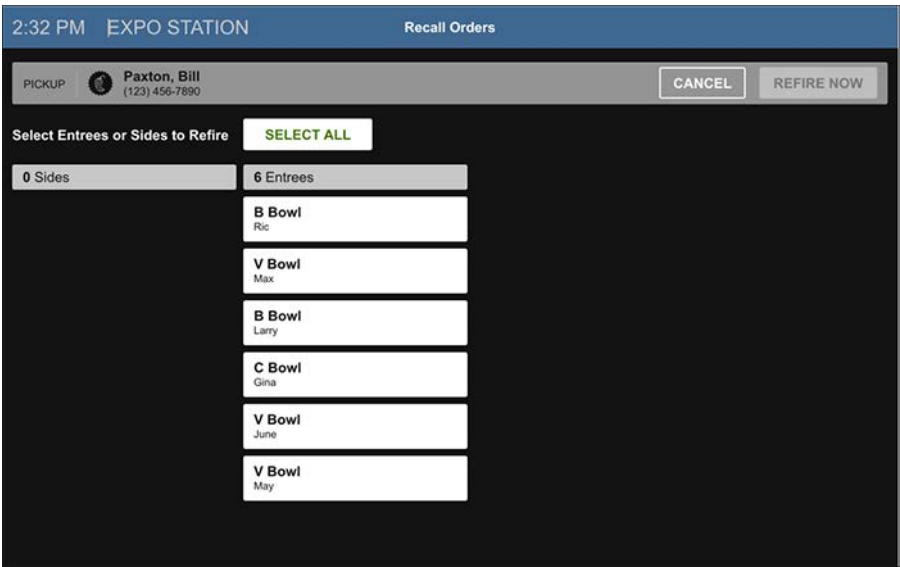 2:32 PM EXPO STATION Recall Orders
PICKUP Paxton, Bill
(123) 456-7890
CANCEL REFIRE NOW
Select Entrees or Sides to Refire SELECT ALL
0 Sides 6 Entrees
B Bowl
Ric
V Bowl
Max
B Bowl
Larry
C Bowl
Gina
V Bowl
June
V Bowl
May